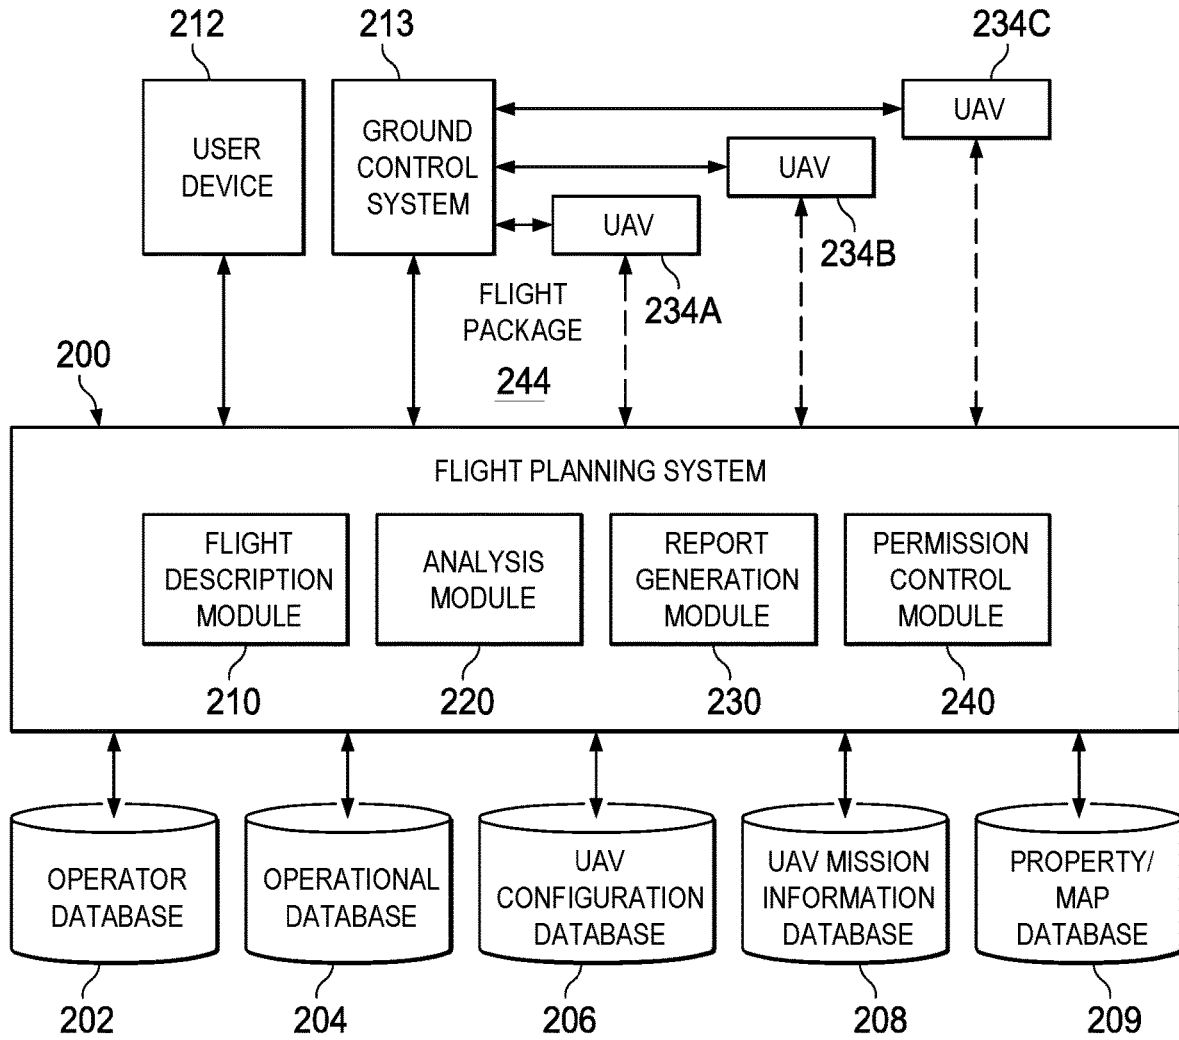 212
213
234C
USER
DEVICE
GROUND
CONTROL
SYSTEM
UAV
UAV
UAV
234B
234A
FLIGHT
PACKAGE
244
200
FLIGHT PLANNING SYSTEM
FLIGHT
DESCRIPTION
MODULE
ANALYSIS
MODULE
REPORT
GENERATION
MODULE
PERMISSION
CONTROL
MODULE
210
220
230
240
OPERATOR
DATABASE
OPERATIONAL
DATABASE
UAV
CONFIGURATION
DATABASE
UAV MISSION
INFORMATION
DATABASE
PROPERTY/
MAP
DATABASE
202
204
206
208
209